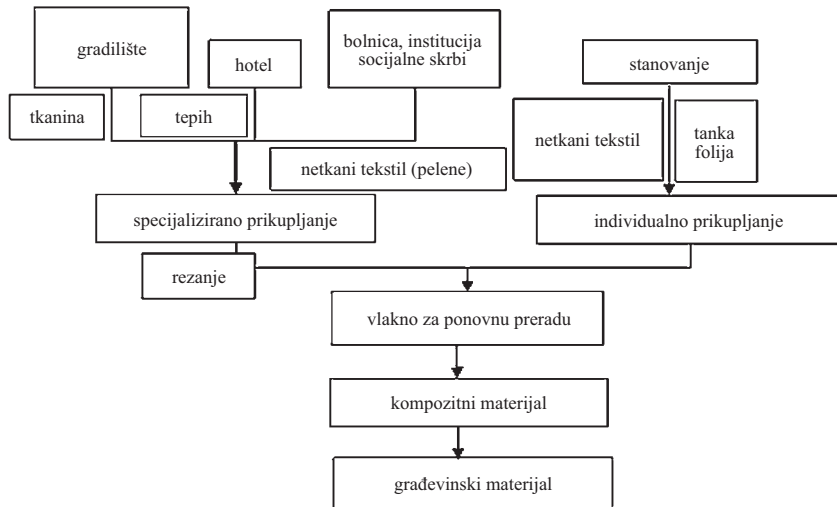 gradilište
hotel
bolnica, institucija
socijalne skrbi
stanovanje
tkanina
tepih
netkani tekstil
tanka
folija
netkani tekstil (pelene)
specijalizirano prikupljanje
individualno prikupljanje
rezanje
vlakno za ponovnu preradu
kompozitni materijal
građevinski materijal